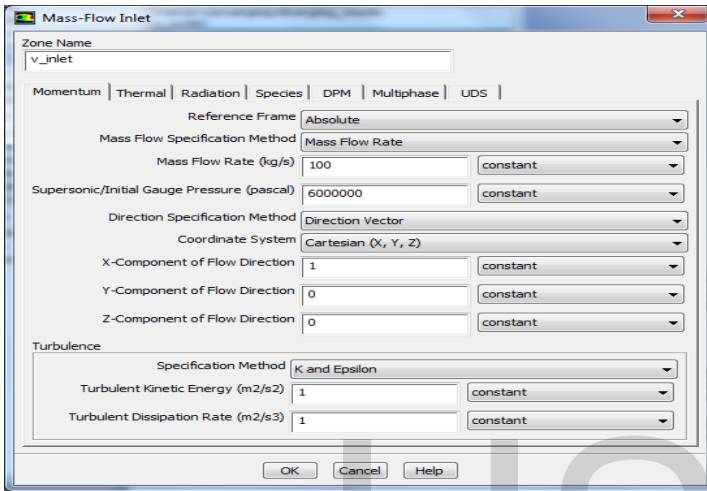 Mass-Flow Inlet
Zone Name
v_inlet
Momentum Thermal Radiation Species DPM Multiphase UDS
Reference Frame Absolute
Mass Flow Specification Method Mass Flow Rate
Mass Flow Rate (kg/s) 100 constant
Supersonic/Initial Gauge Pressure (pascal) 6000000 constant
Direction Specification Method Direction Vector
Coordinate System Cartesian (X, Y, Z)
X-Component of Flow Direction 1 constant
Y-Component of Flow Direction 0 constant
Z-Component of Flow Direction 0 constant
Turbulence
Specification Method K and Epsilon
Turbulent Kinetic Energy (m2/s2) 1 constant
Turbulent Dissipation Rate (m2/s3) 1 constant
OK Cancel Help